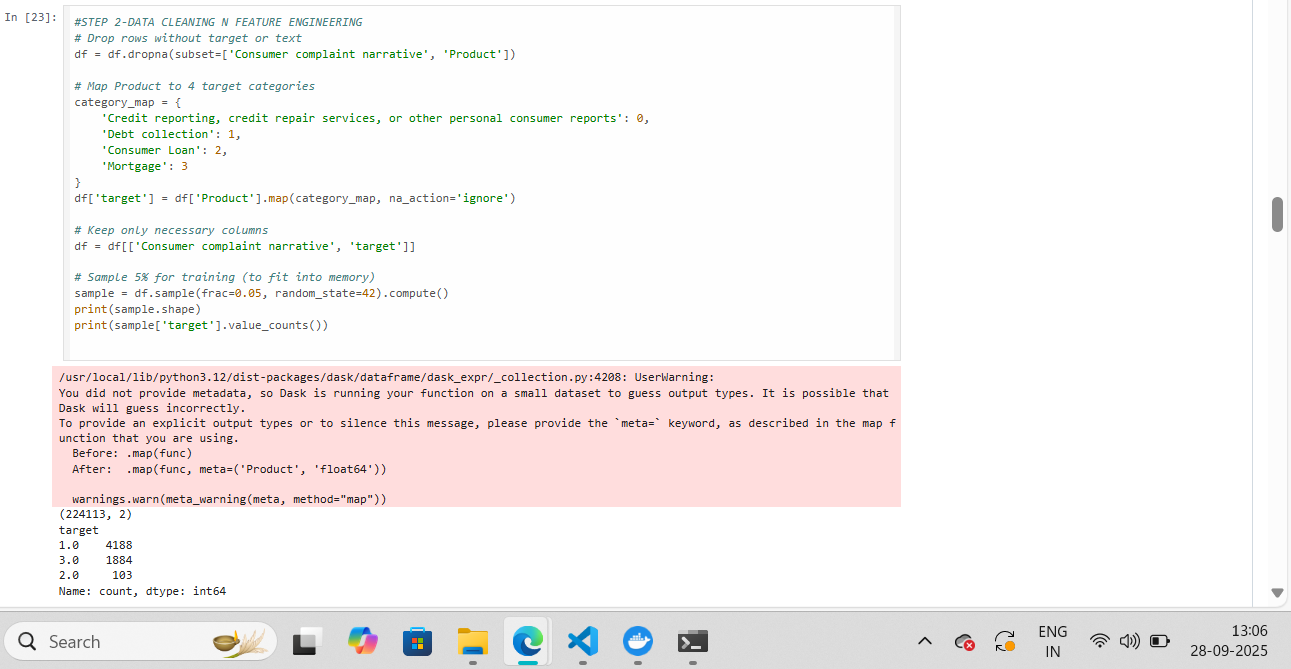 In [23]:
#STEP 2-DATA CLEANING N FEATURE ENGINEERING
# Drop rows without target or text
df = df.dropna(subset=['Consumer complaint narrative', 'Product'])
# Map Product to 4 target categories
category_map = {
    'Credit reporting, credit repair services, or other personal consumer reports': 0,
    'Debt collection': 1,
    'Consumer Loan': 2,
    'Mortgage': 3
}
df['target'] = df['Product'].map(category_map, na_action='ignore')
# Keep only necessary columns
df = df[['Consumer complaint narrative', 'target']]
# Sample 5% for training (to fit into memory)
sample = df.sample(frac=0.05, random_state=42).compute()
print(sample.shape)
print(sample['target'].value_counts())
/usr/local/lib/python3.12/dist-packages/dask/dataframe/dask_expr/_collection.py:4208: UserWarning:
You did not provide metadata, so Dask is running your function on a small dataset to guess output types. It is possible that
Dask will guess incorrectly.
To provide an explicit output types or to silence this message, please provide the `meta=` keyword, as described in the map f
unction that you are using.
  Before: .map(func)
  After:  .map(func, meta=('Product', 'float64'))
  warnings.warn(meta_warning(meta, method="map"))
(224113, 2)
target
1.0    4188
3.0    1884
2.0     103
Name: count, dtype: int64
Search
ENG
IN
13:06
28-09-2025